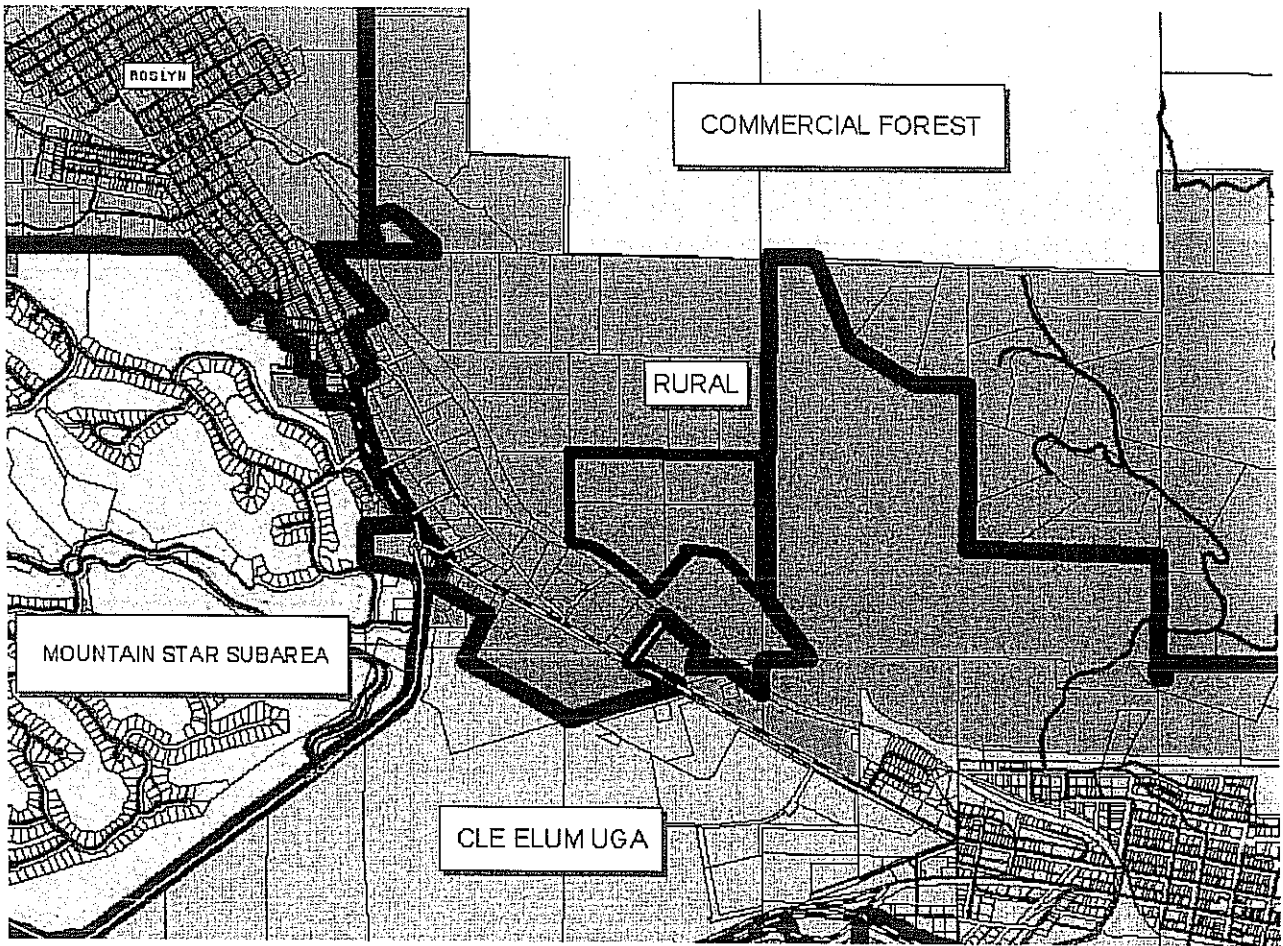 ROSLYN
COMMERCIAL FOREST
RURAL
MOUNTAIN STAR SUBAREA
CLE ELUM UGA